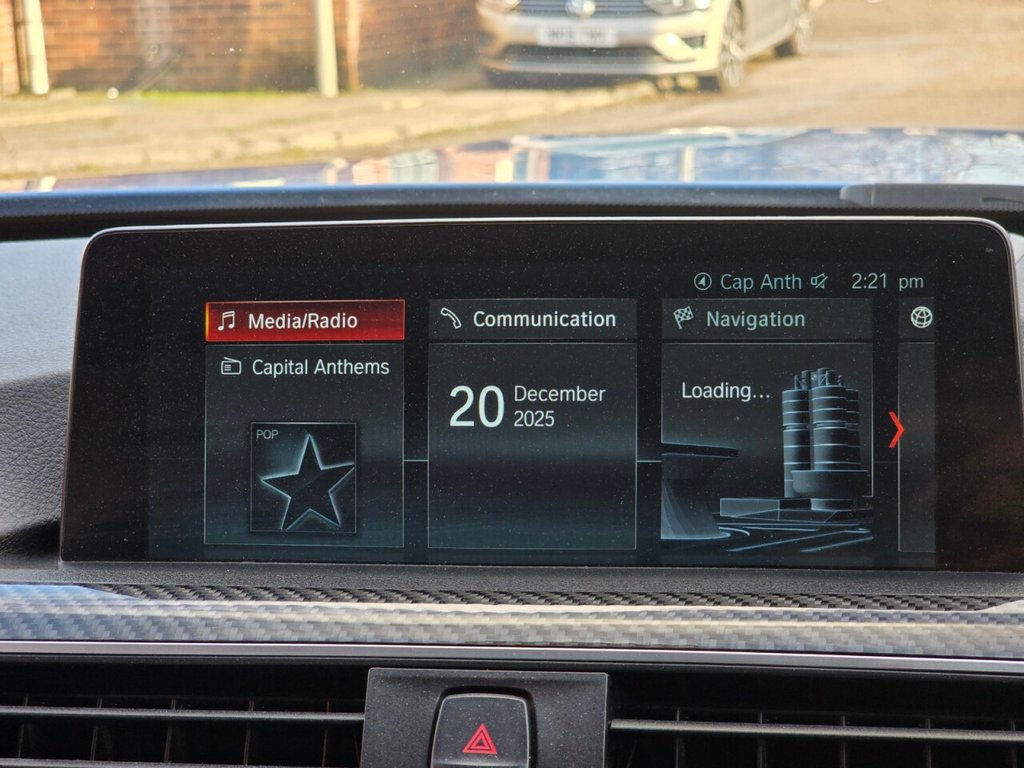 Cap Anth 2:21 pm
Media/Radio
Capital Anthems
POP
Communication
20 December
2025
Navigation
Loading...